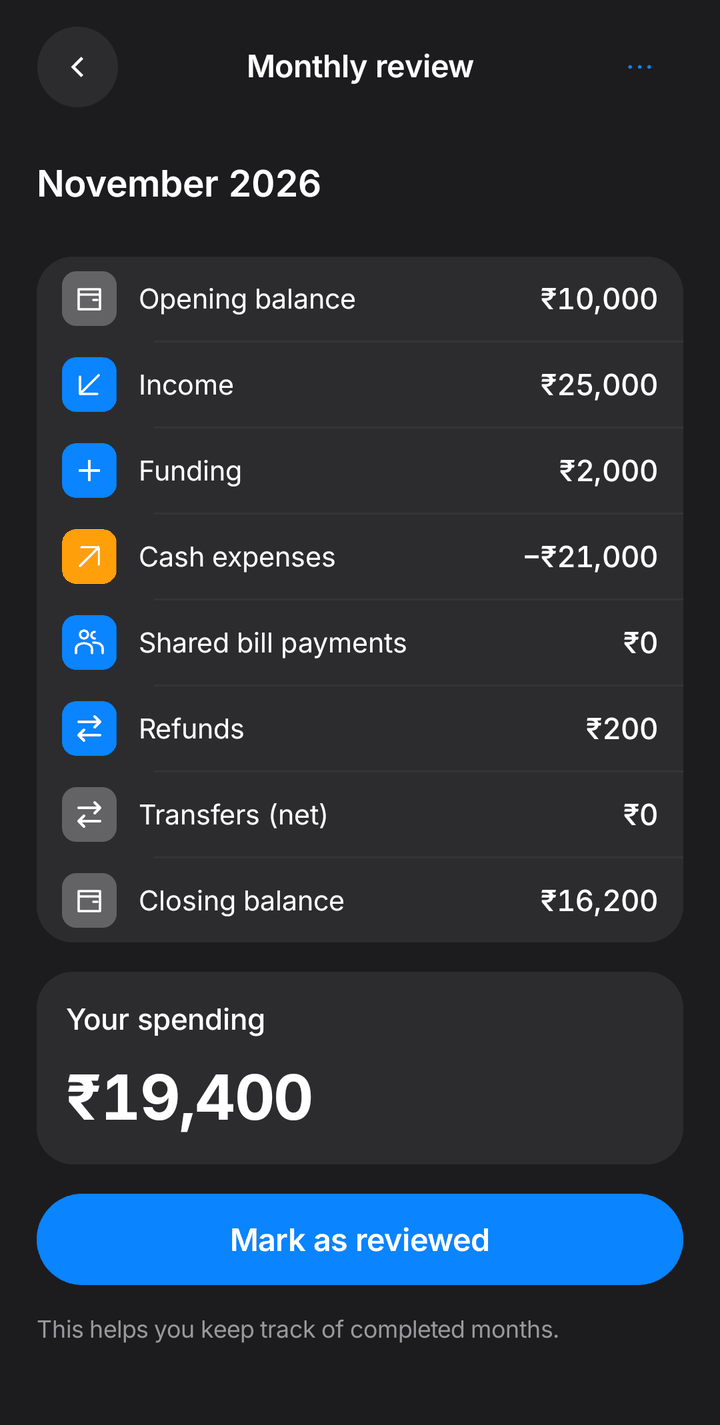 Monthly review
...
November 2026
Opening balance ₹10,000
Income ₹25,000
Funding ₹2,000
Cash expenses −₹21,000
Shared bill payments ₹0
Refunds ₹200
Transfers (net) ₹0
Closing balance ₹16,200
Your spending
₹19,400
Mark as reviewed
This helps you keep track of completed months.